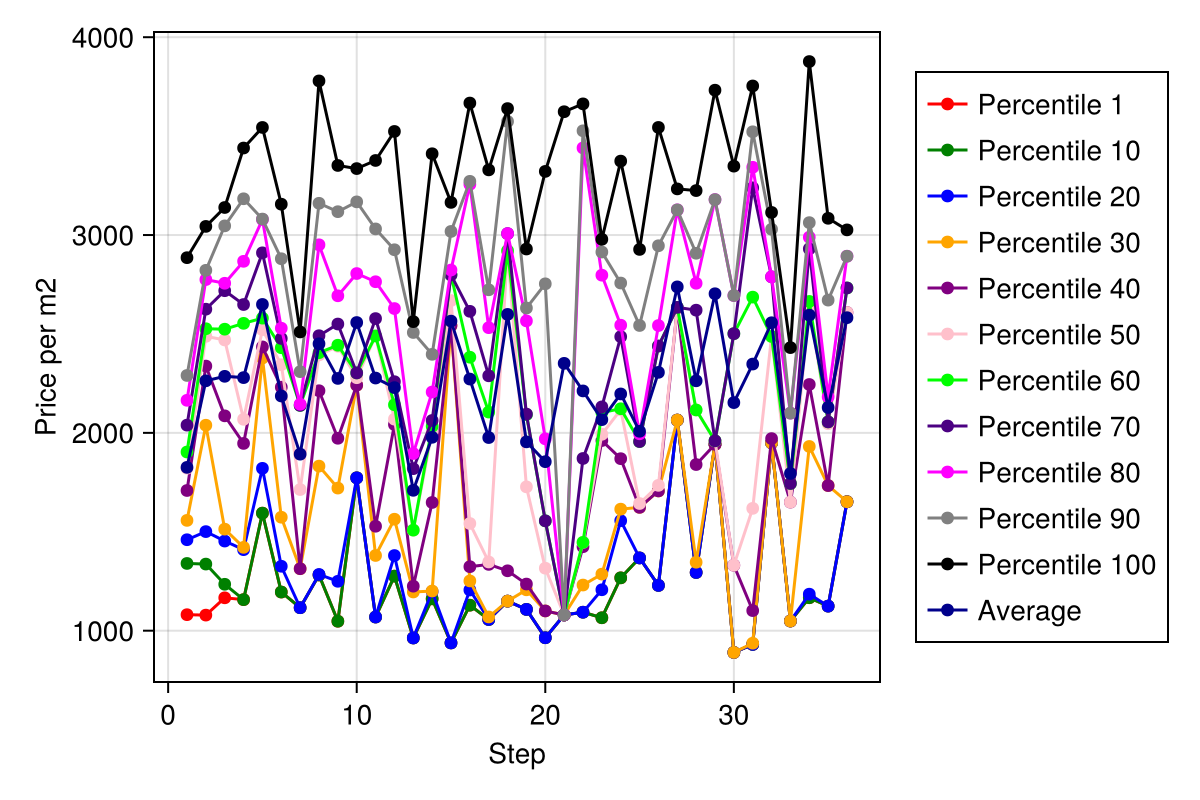 4000
3000
2000
1000
Price per m2
0
10
20
30
Step
Percentile 1
Percentile 10
Percentile 20
Percentile 30
Percentile 40
Percentile 50
Percentile 60
Percentile 70
Percentile 80
Percentile 90
Percentile 100
Average